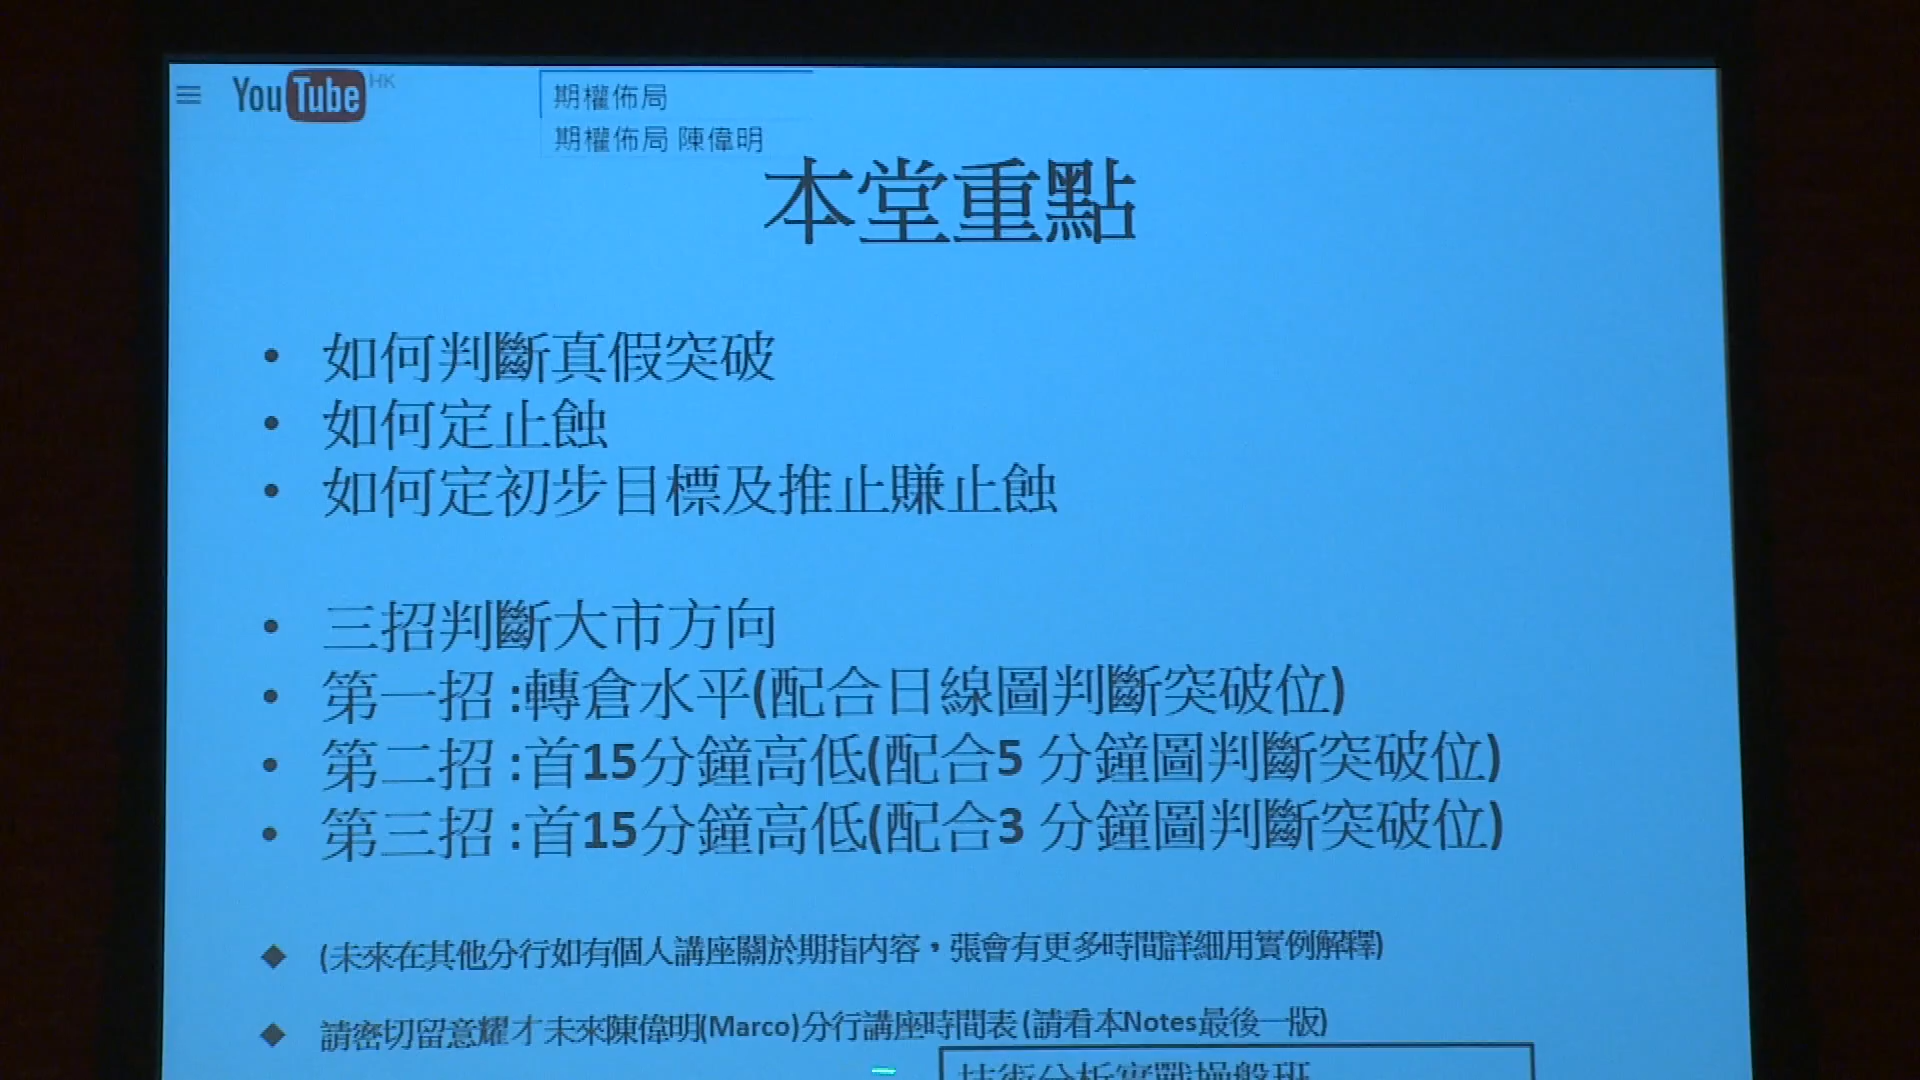 YouTube HK
期權佈局
期權佈局 陳偉明
本堂重點
• 如何判斷真假突破
• 如何定止蝕
• 如何定初步目標及推止賺止蝕
• 三招判斷大市方向
• 第一招 :轉倉水平(配合日線圖判斷突破位)
• 第二招 :首15分鐘高低(配合5 分鐘圖判斷突破位)
• 第三招 :首15分鐘高低(配合3 分鐘圖判斷突破位)
◆ (未來在其他分行如有個人講座關於期指內容，張會有更多時間詳細用實例解釋)
◆ 請密切留意耀才未來陳偉明(Marco)分行講座時間表(請看本Notes最後一版)
技術分析實戰操盤班